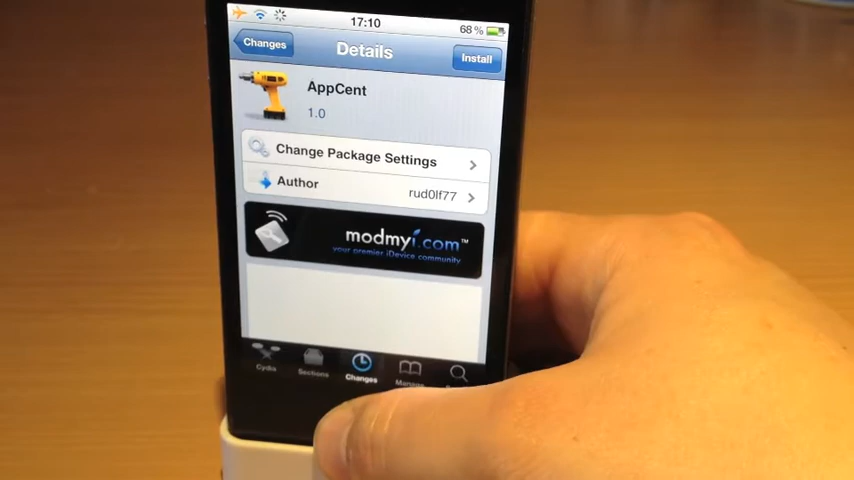 17:10
68 %
Changes
Details
Install
AppCent
1.0
Change Package Settings
Author
rud0lf77
modmyi.com™
your premier iDevice community
Cydia
Sections
Changes